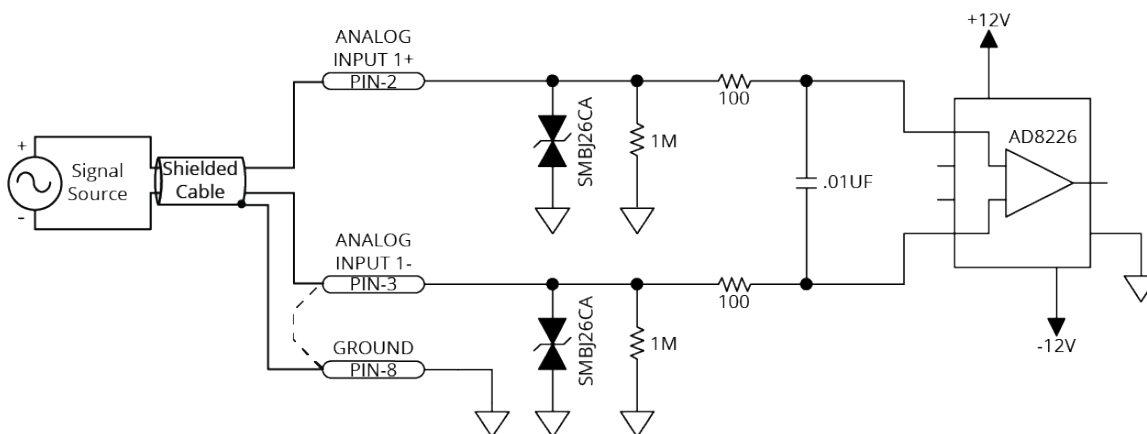 +12V
ANALOG
INPUT 1+
PIN-2
100
SMBJ26CA
1M
AD8226
+
Signal
Source
-
Shielded
Cable
.01UF
ANALOG
INPUT 1-
PIN-3
100
SMBJ26CA
1M
-12V
GROUND
PIN-8